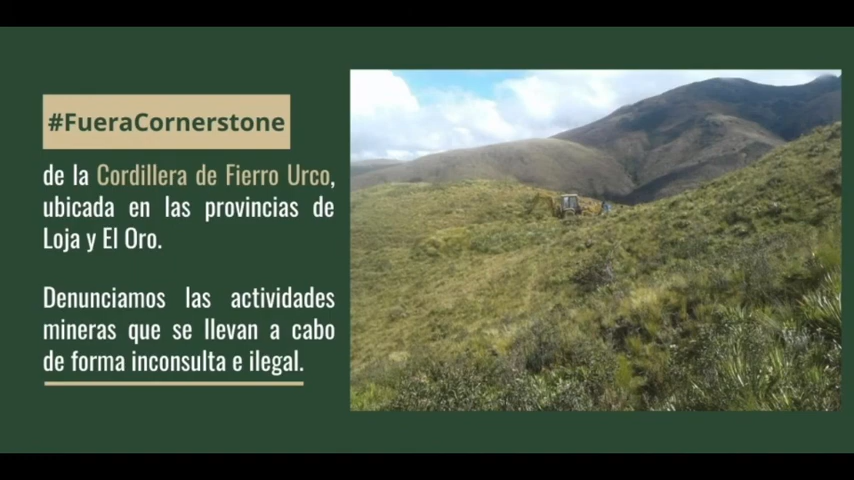 #FueraCornerstone
de la Cordillera de Fierro Urco,
ubicada en las provincias de
Loja y El Oro.
Denunciamos las actividades
mineras que se llevan a cabo
de forma inconsulta e ilegal.